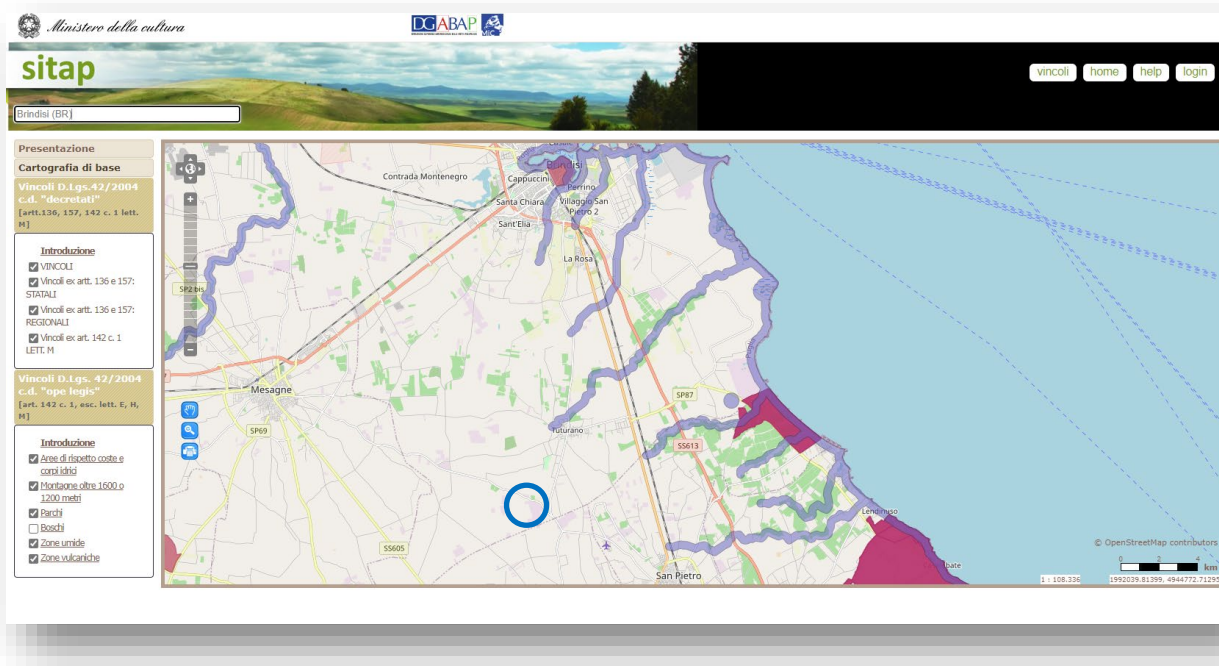 Ministero della cultura
DGABAP
MiC
sitap
vincoli
home
help
login
Brindisi (BR)
Presentazione
Cartografia di base
Vincoli D.Lgs.42/2004
c.d. "decretati"
[artt.136, 157, 142 c. 1 lett.
M]
Introduzione
VINCOLI
Vincoli ex artt. 136 e 157:
STATALI
Vincoli ex artt. 136 e 157:
REGIONALI
Vincoli ex art. 142 c. 1
LETT. M
Vincoli D.Lgs. 42/2004
c.d. "ope legis"
[art. 142 c. 1, esc. lett. E, H,
M]
Introduzione
Aree di rispetto coste e
corpi idrici
Montagne oltre 1600 o
1200 metri
Parchi
Boschi
Zone umide
Zone vulcaniche
Contrada Montenegro
Cappuccini
Brindisi
Perrino
Santa Chiara
Villaggio San
Pietro 2
Sant'Elia
La Rosa
SP2 bis
Mesagne
SP69
SP87
Tuturano
SS613
Lendinuso
SS605
San Pietro
© OpenStreetMap contributors
0 2 4
km
1 : 108.336
1992039.81399, 4944772.71295